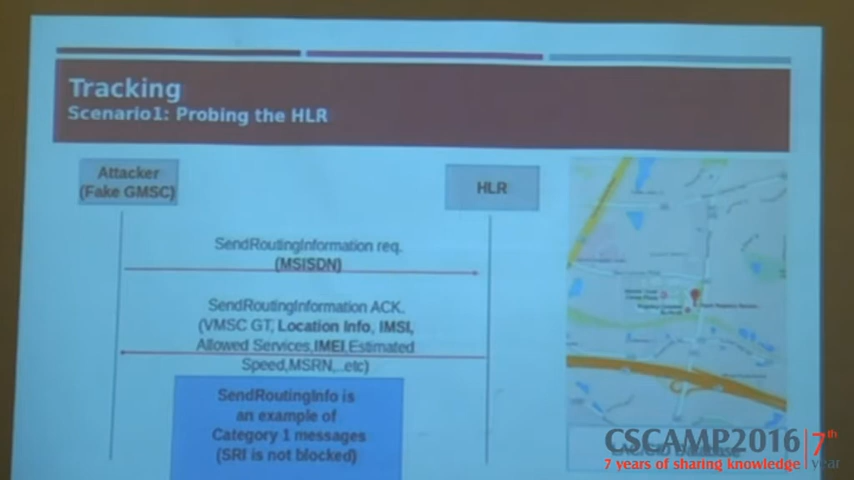 Tracking
Scenario1: Probing the HLR
Attacker
(Fake GMSC)
HLR
SendRoutingInformation req.
(MSISDN)
SendRoutingInformation ACK.
(VMSC GT, Location Info, IMSI,
Allowed Services,IMEI,Estimated
Speed,MSRN,..etc)
SendRoutingInfo is
an example of
Category 1 messages
(SRI is not blocked)
CSCAMP2016 7th
7 years of sharing knowledge year